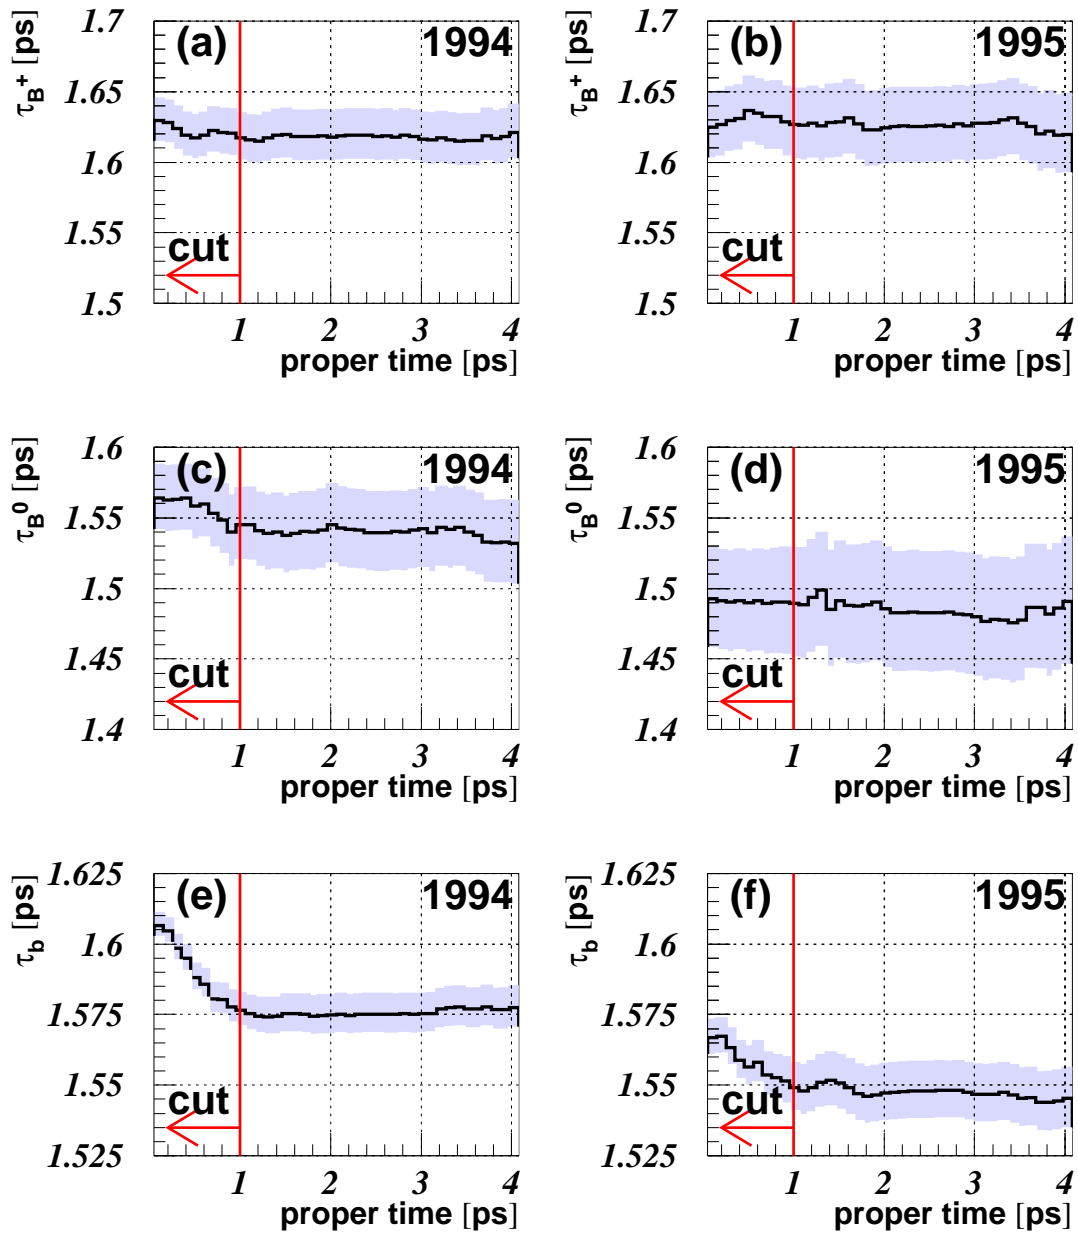 τB+ [ps]
1.7
1.65
1.6
1.55
1.5
(a)
1994
cut
1 2 3 4
proper time [ps]
τB+ [ps]
1.7
1.65
1.6
1.55
1.5
(b)
1995
cut
1 2 3 4
proper time [ps]
τB0 [ps]
1.6
1.55
1.5
1.45
1.4
(c)
1994
cut
1 2 3 4
proper time [ps]
τB0 [ps]
1.6
1.55
1.5
1.45
1.4
(d)
1995
cut
1 2 3 4
proper time [ps]
τb [ps]
1.625
1.6
1.575
1.55
1.525
(e)
1994
cut
1 2 3 4
proper time [ps]
τb [ps]
1.625
1.6
1.575
1.55
1.525
(f)
1995
cut
1 2 3 4
proper time [ps]